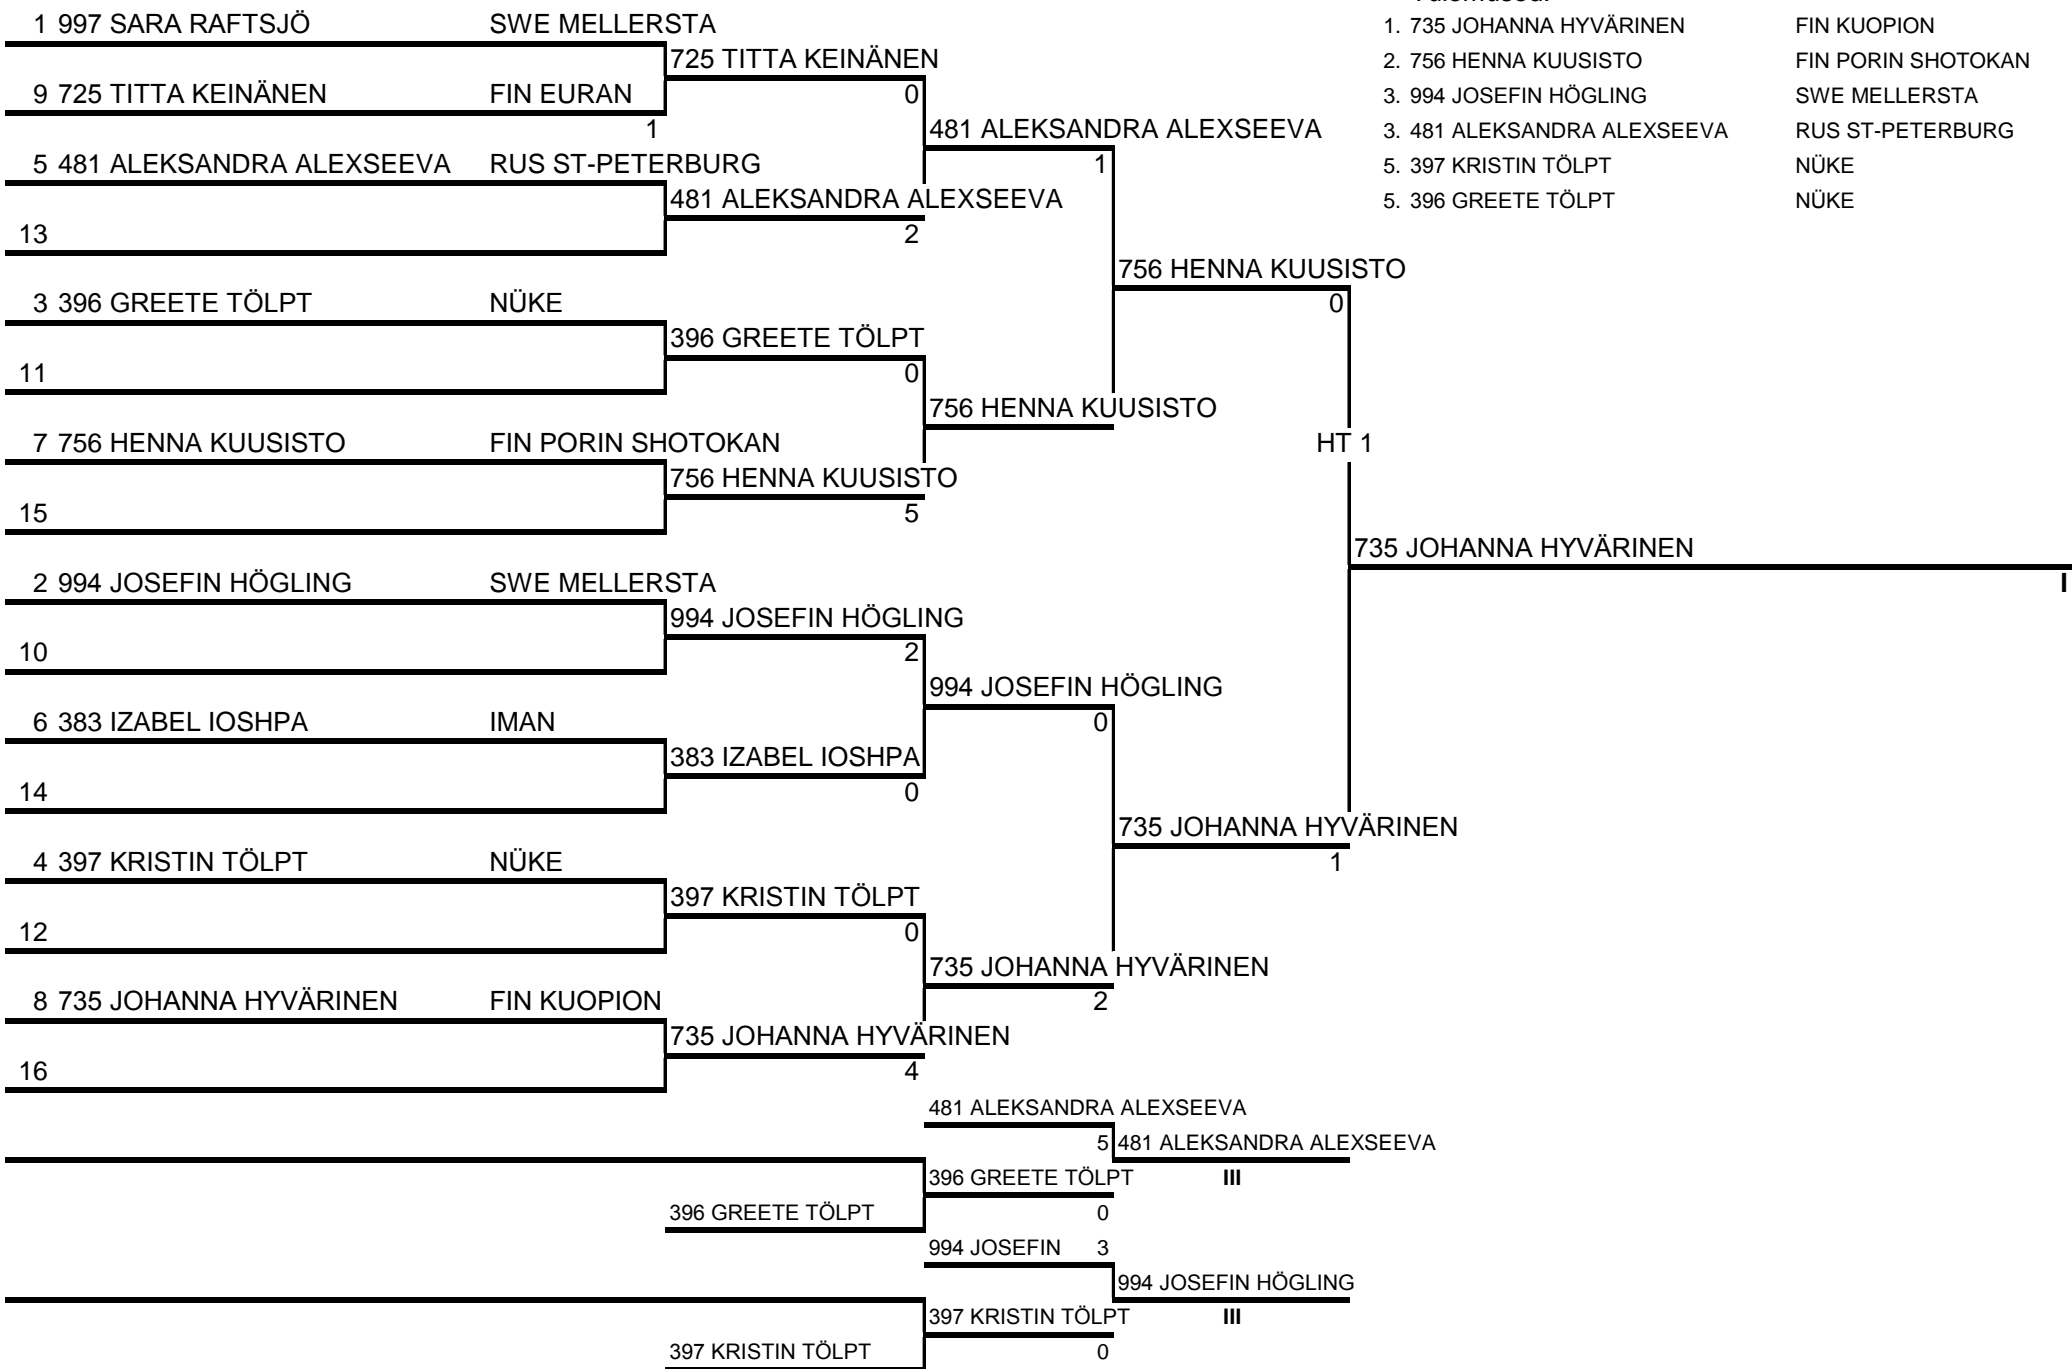 1 997 SARA RAFTSJÖ SWE MELLERSTA
1. 735 JOHANNA HYVÄRINEN FIN KUOPION
725 TITTA KEINÄNEN
2. 756 HENNA KUUSISTO FIN PORIN SHOTOKAN
9 725 TITTA KEINÄNEN FIN EURAN 0
3. 994 JOSEFIN HÖGLING SWE MELLERSTA
1 481 ALEKSANDRA ALEXSEEVA
3. 481 ALEKSANDRA ALEXSEEVA RUS ST-PETERBURG
5 481 ALEKSANDRA ALEXSEEVA RUS ST-PETERBURG 1
5. 397 KRISTIN TÖLPT NÜKE
481 ALEKSANDRA ALEXSEEVA
5. 396 GREETE TÖLPT NÜKE
13 2
756 HENNA KUUSISTO
3 396 GREETE TÖLPT NÜKE 0
396 GREETE TÖLPT
11 0
756 HENNA KUUSISTO
7 756 HENNA KUUSISTO FIN PORIN SHOTOKAN HT 1
756 HENNA KUUSISTO
15 5
735 JOHANNA HYVÄRINEN
2 994 JOSEFIN HÖGLING SWE MELLERSTA I
994 JOSEFIN HÖGLING
10 2
994 JOSEFIN HÖGLING
6 383 IZABEL IOSHPA IMAN 0
383 IZABEL IOSHPA
14 0
735 JOHANNA HYVÄRINEN
4 397 KRISTIN TÖLPT NÜKE 1
397 KRISTIN TÖLPT
12 0
735 JOHANNA HYVÄRINEN
8 735 JOHANNA HYVÄRINEN FIN KUOPION 2
735 JOHANNA HYVÄRINEN
16 4
481 ALEKSANDRA ALEXSEEVA
5 481 ALEKSANDRA ALEXSEEVA
396 GREETE TÖLPT III
396 GREETE TÖLPT 0
994 JOSEFIN 3
994 JOSEFIN HÖGLING
397 KRISTIN TÖLPT III
397 KRISTIN TÖLPT 0